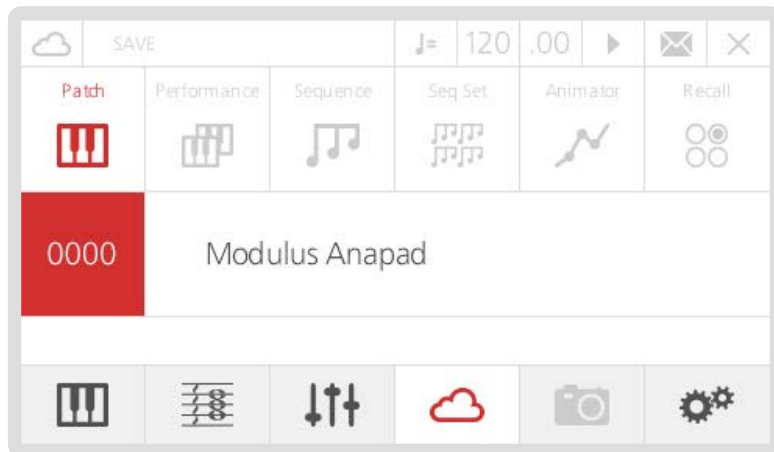 SAVE ♩= 120 .00
Patch Performance Sequence Seq Set Animator Recall
0000 Modulus Anapad